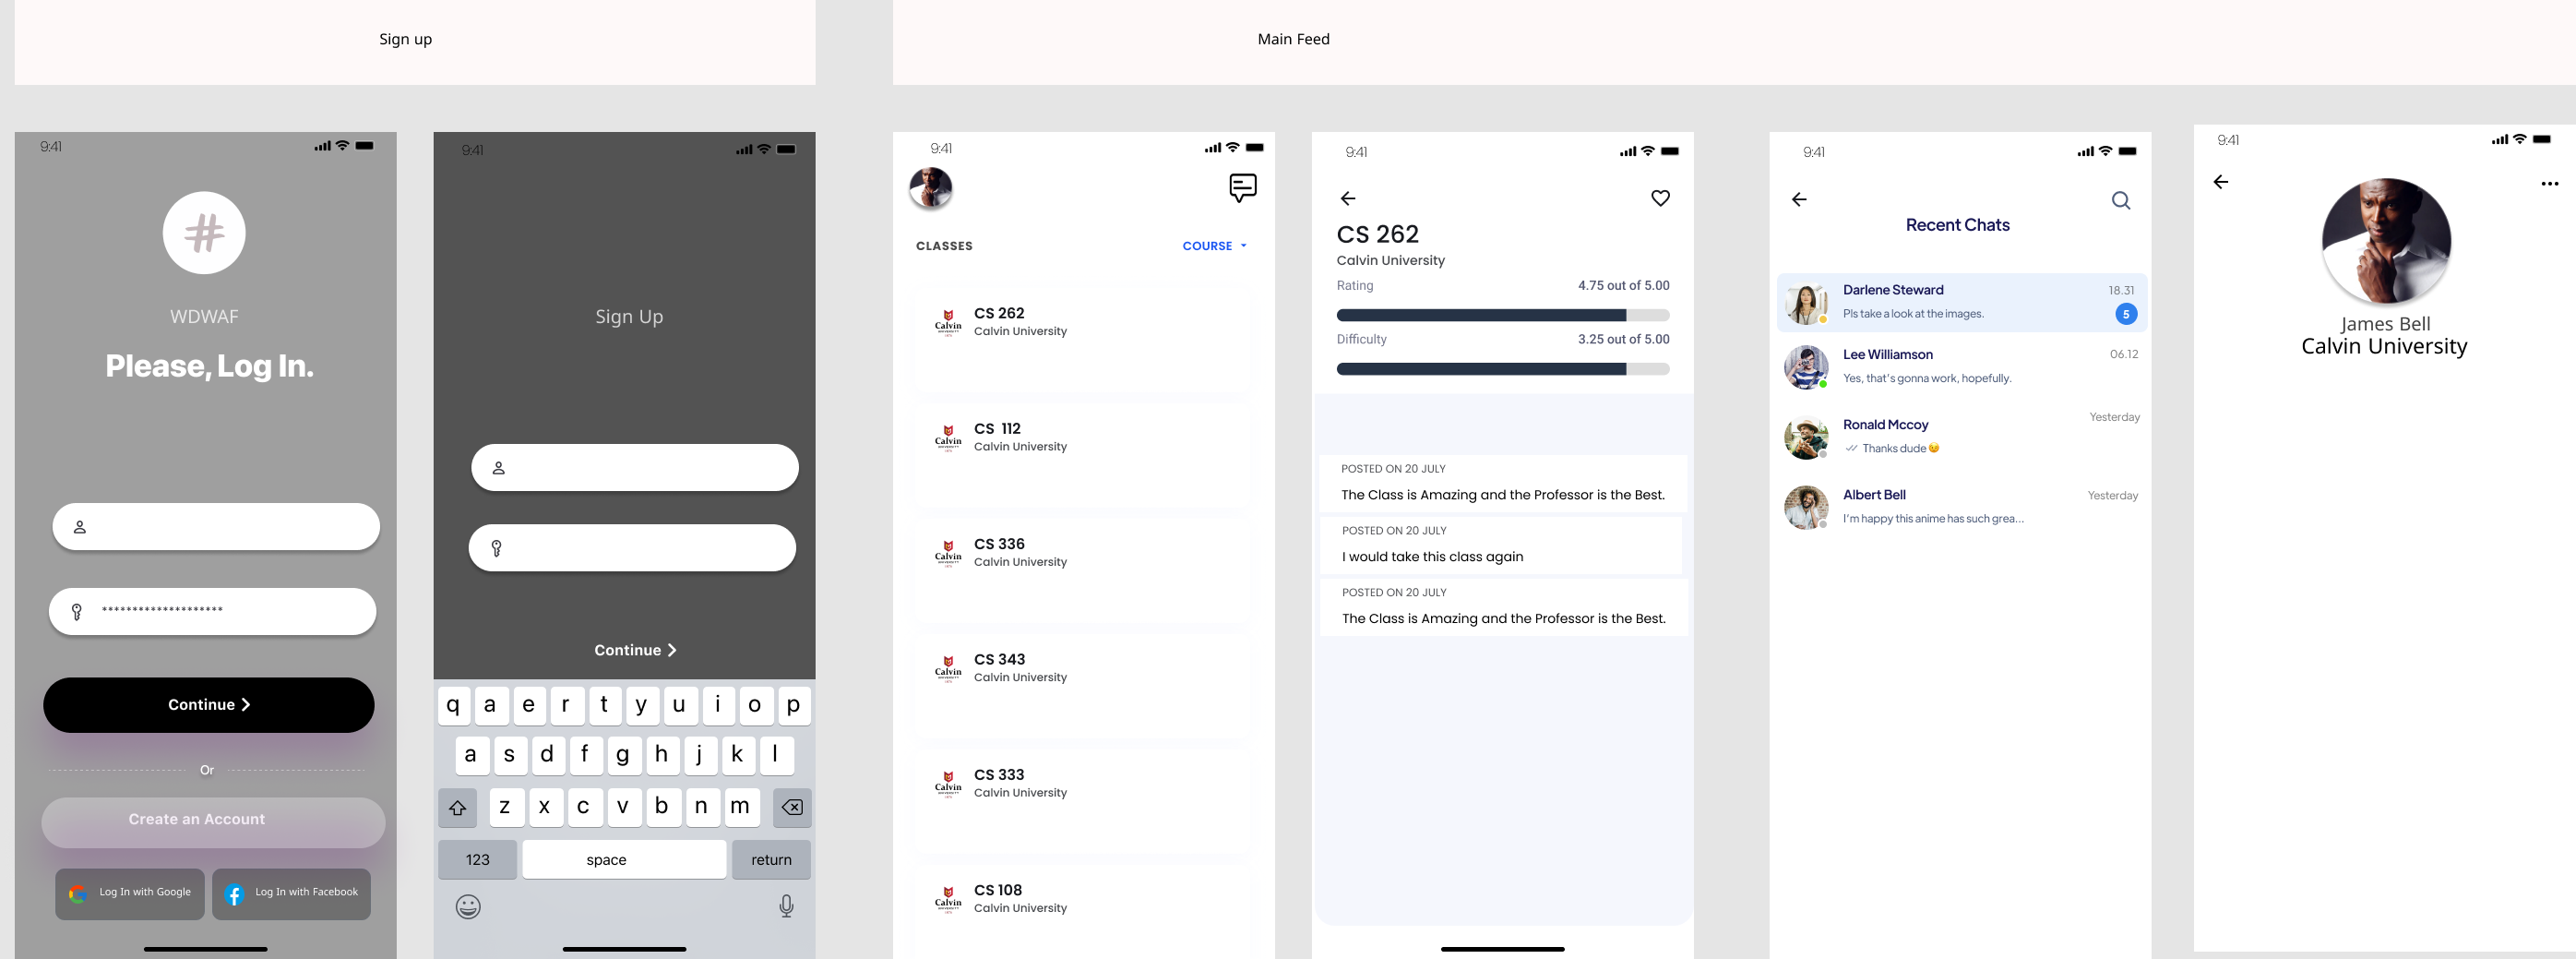 Sign up
Main Feed
9:41
#
WDWAF
Please, Log In.
********************
Continue
Or
Create an Account
Log In with Google
Log In with Facebook
9:41
Sign Up
Continue
q a e r t y u i o p
a s d f g h j k l
z x c v b n m
123 space return
9:41
CLASSES
COURSE
Calvin
CS 262
Calvin University
Calvin
CS 112
Calvin University
Calvin
CS 336
Calvin University
Calvin
CS 343
Calvin University
Calvin
CS 333
Calvin University
Calvin
CS 108
Calvin University
9:41
CS 262
Calvin University
Rating 4.75 out of 5.00
Difficulty 3.25 out of 5.00
POSTED ON 20 JULY
The Class is Amazing and the Professor is the Best.
POSTED ON 20 JULY
I would take this class again
POSTED ON 20 JULY
The Class is Amazing and the Professor is the Best.
9:41
Recent Chats
Darlene Steward 18.31
Pls take a look at the images. 5
Lee Williamson 06.12
Yes, that's gonna work, hopefully.
Ronald Mccoy Yesterday
Thanks dude 😉
Albert Bell Yesterday
I'm happy this anime has such grea...
9:41
James Bell
Calvin University